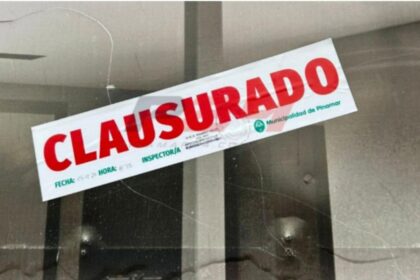 CLAUSURADO
FECHA: HORA: INSPECTOR/A
Municipalidad de Pinamar